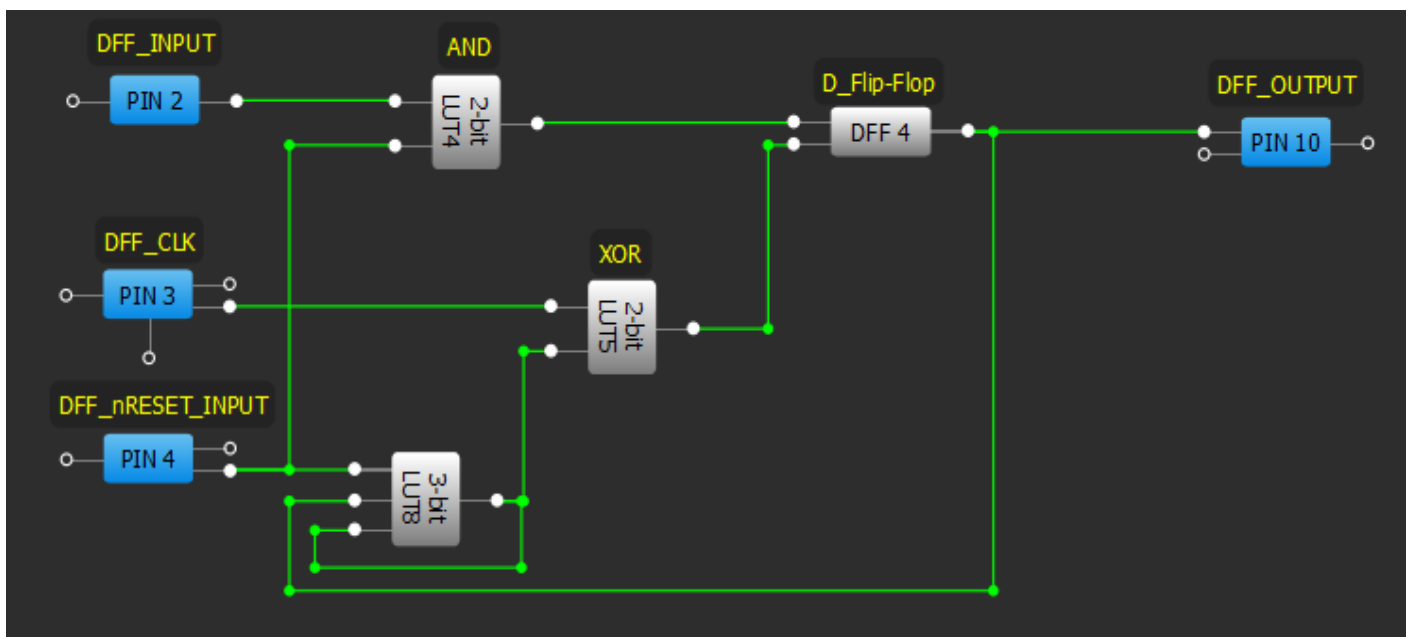 DFF_INPUT
PIN 2
AND
2-bit
LUT4
D_Flip-Flop
DFF 4
DFF_OUTPUT
PIN 10
DFF_CLK
PIN 3
XOR
2-bit
LUT5
DFF_nRESET_INPUT
PIN 4
3-bit
LUT8